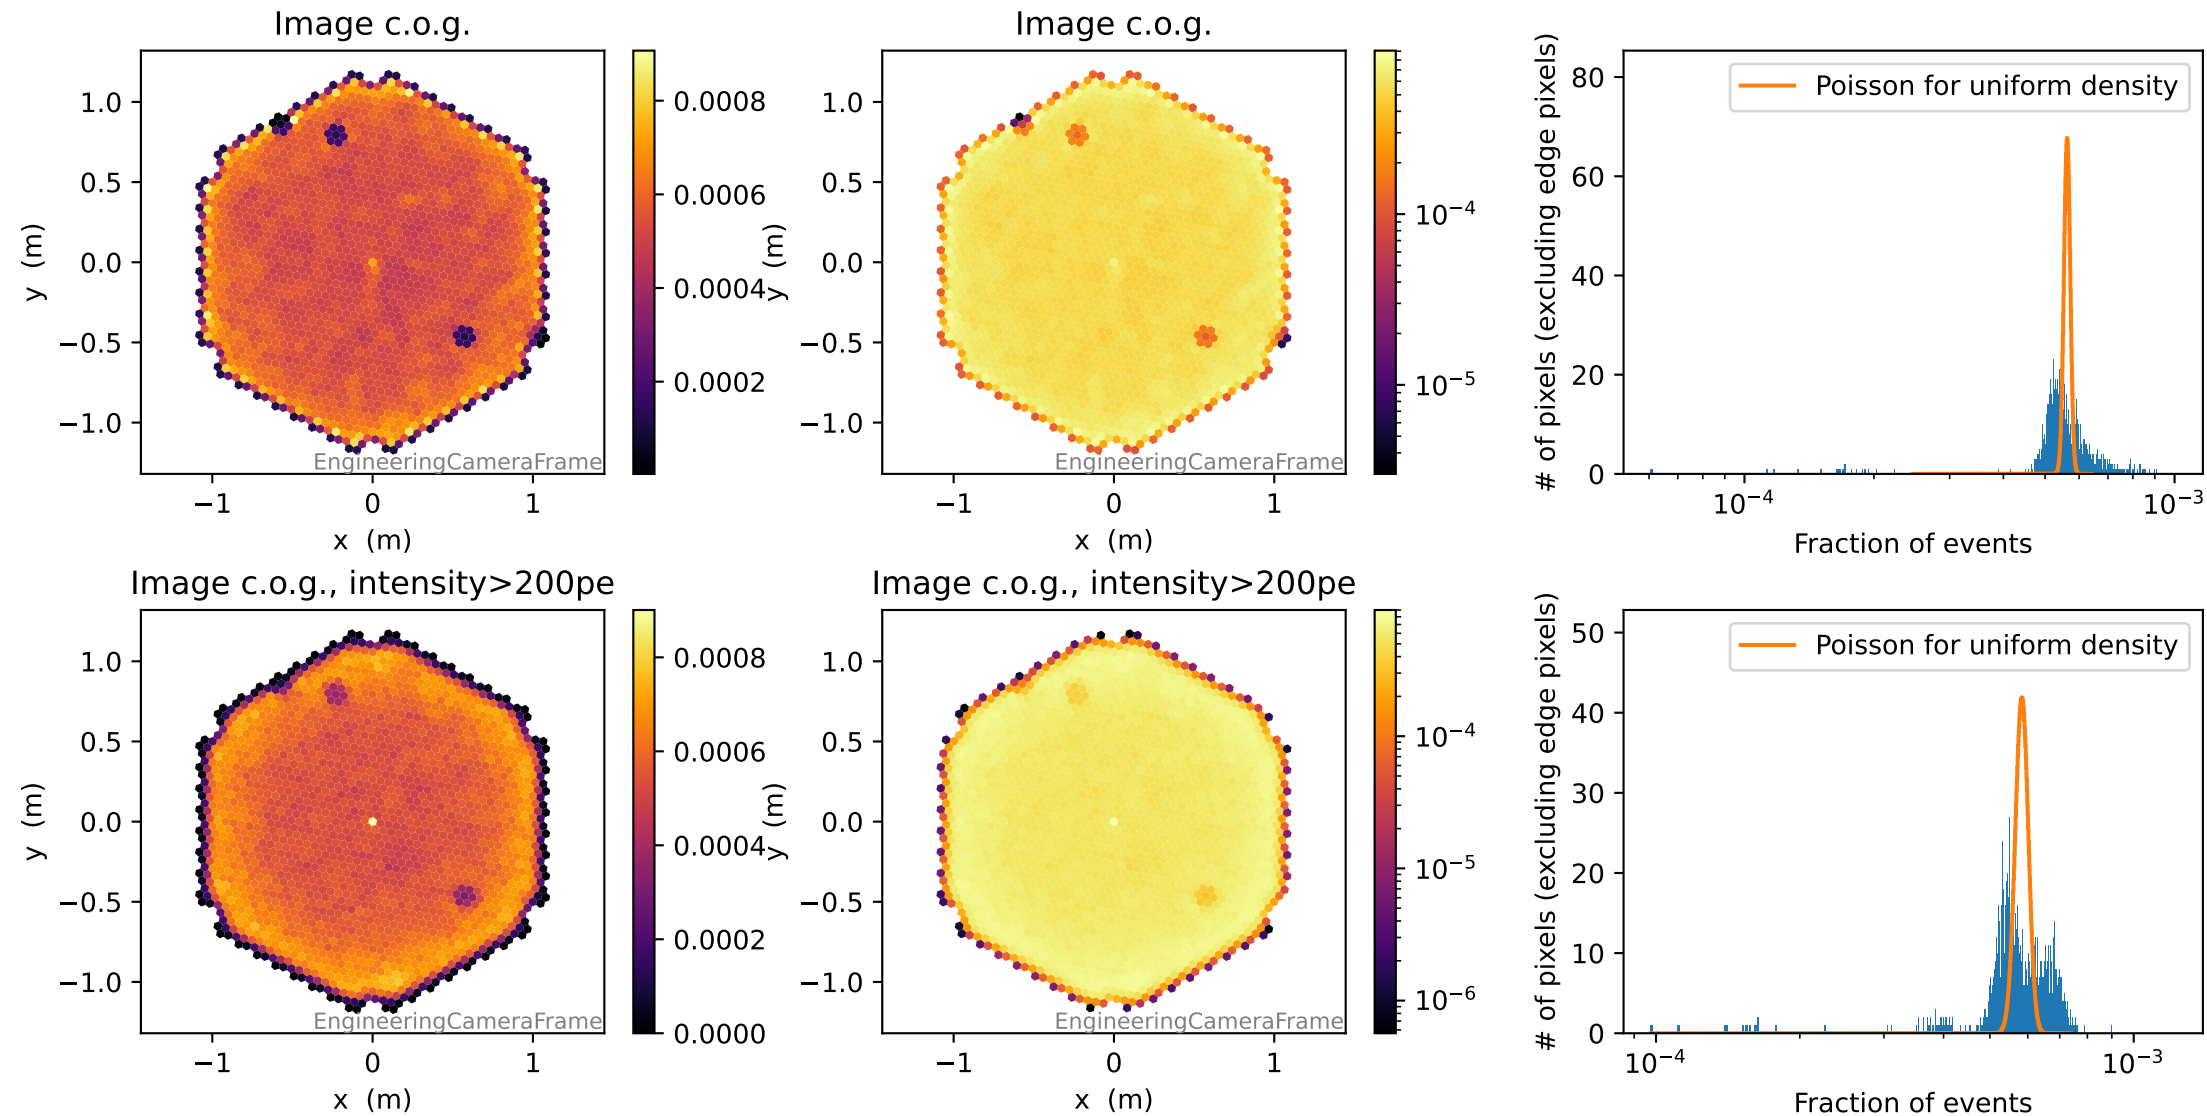 Image c.o.g.
1.0
0.5
0.0
−0.5
−1.0
y (m)
−1
0
1
x (m)
EngineeringCameraFrame
0.0008
0.0006
0.0004
0.0002
Image c.o.g.
1.0
0.5
0.0
−0.5
−1.0
y (m)
−1
0
1
x (m)
EngineeringCameraFrame
10⁻⁴
10⁻⁵
# of pixels (excluding edge pixels)
80
60
40
20
0
Poisson for uniform density
10⁻⁴
10⁻³
Fraction of events
Image c.o.g., intensity>200pe
1.0
0.5
0.0
−0.5
−1.0
y (m)
−1
0
1
x (m)
EngineeringCameraFrame
0.0008
0.0006
0.0004
0.0002
0.0000
Image c.o.g., intensity>200pe
1.0
0.5
0.0
−0.5
−1.0
y (m)
−1
0
1
x (m)
EngineeringCameraFrame
10⁻⁴
10⁻⁵
10⁻⁶
# of pixels (excluding edge pixels)
50
40
30
20
10
0
Poisson for uniform density
10⁻⁴
10⁻³
Fraction of events